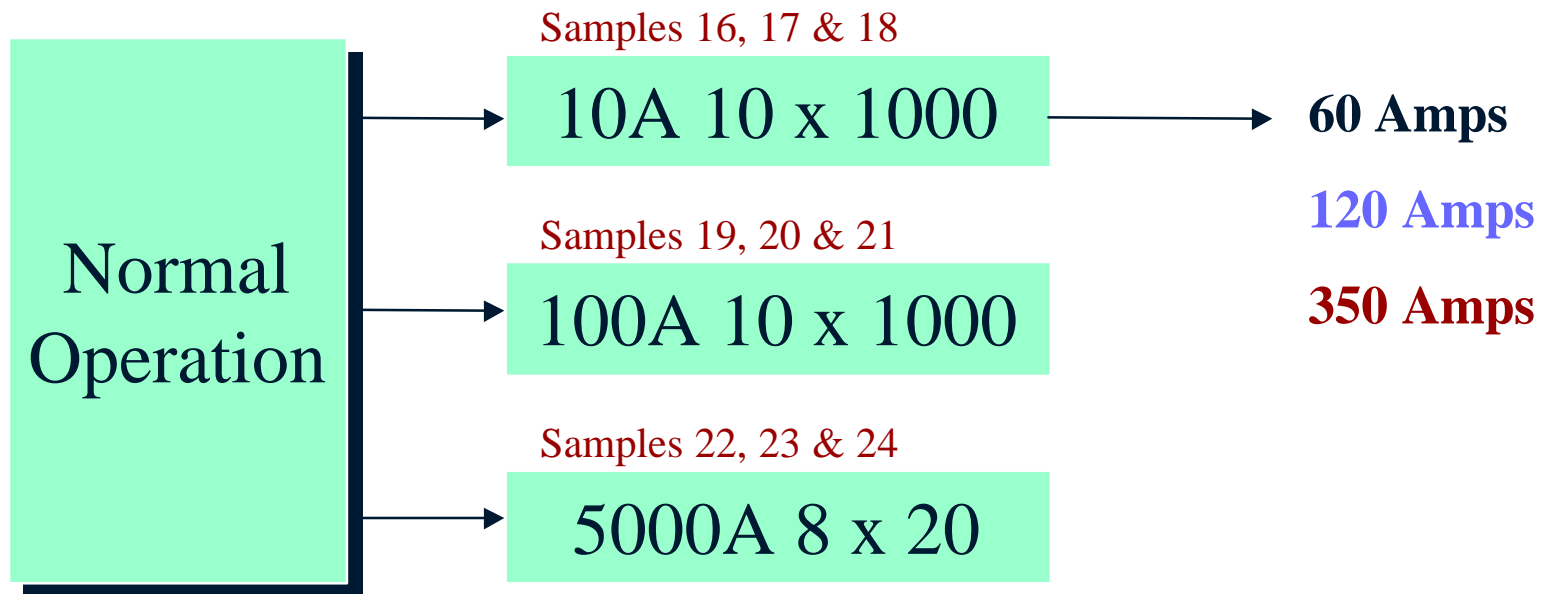 Normal
Operation
Samples 16, 17 & 18
10A 10 x 1000
Samples 19, 20 & 21
100A 10 x 1000
Samples 22, 23 & 24
5000A 8 x 20
60 Amps
120 Amps
350 Amps